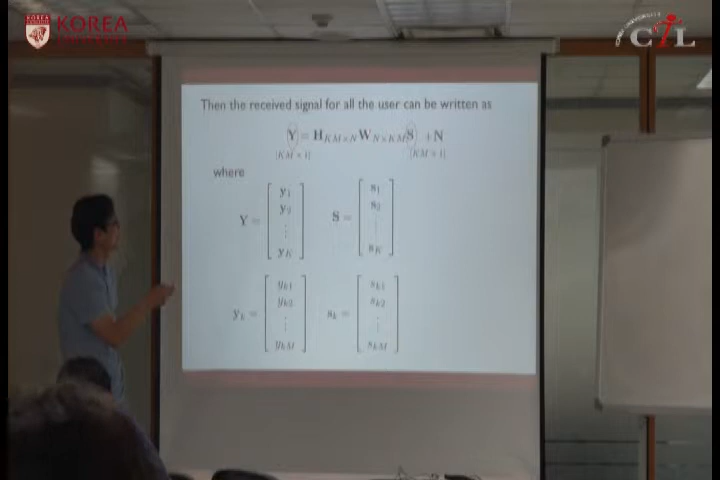 KOREA
CIL
Then the received signal for all the user can be written as
Y = H_{KM×N} W_{N×KM} S + N
[KM × 1] [KM × 1]
where
Y = [y_1 y_2 ⋮ y_K] S = [s_1 s_2 ⋮ s_K]
y_k = [y_{k1} y_{k2} ⋮ y_{kM}] s_k = [s_{k1} s_{k2} ⋮ s_{kM}]